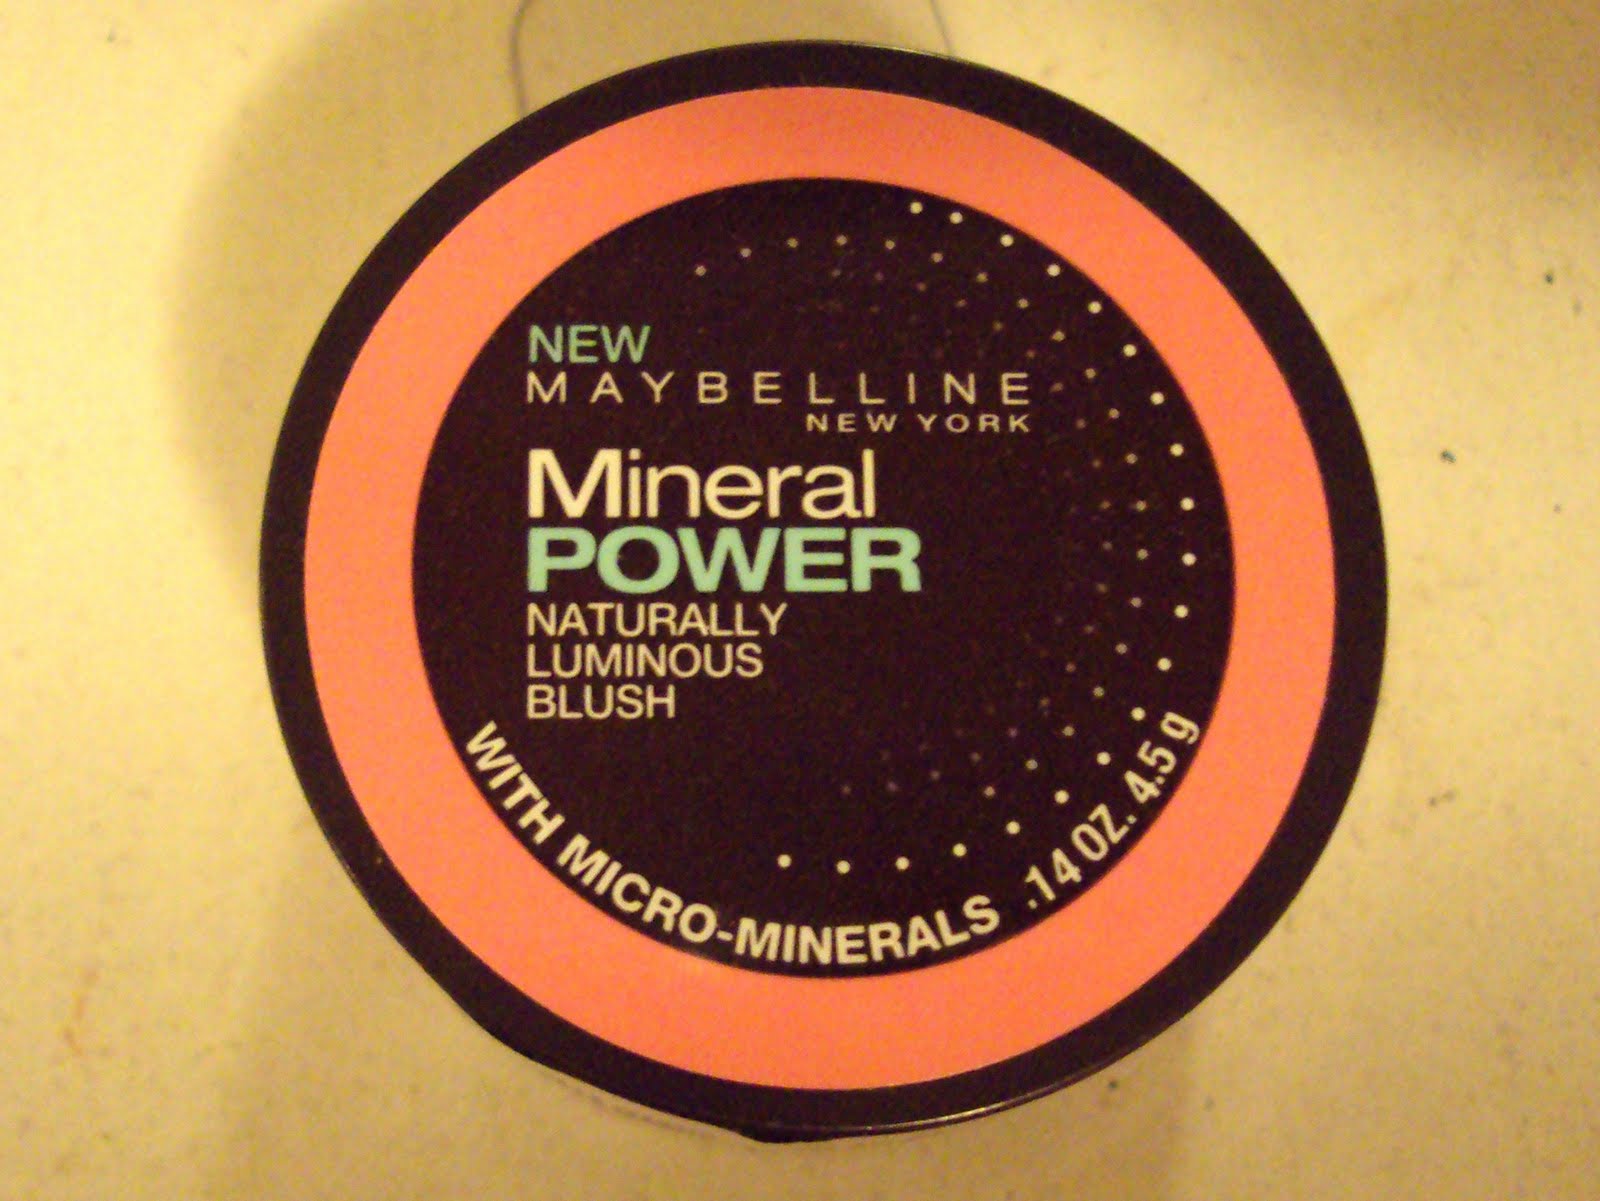 NEW
MAYBELLINE
NEW YORK
Mineral
POWER
NATURALLY
LUMINOUS
BLUSH
WITH MICRO-MINERALS .14 OZ. 4.5 g